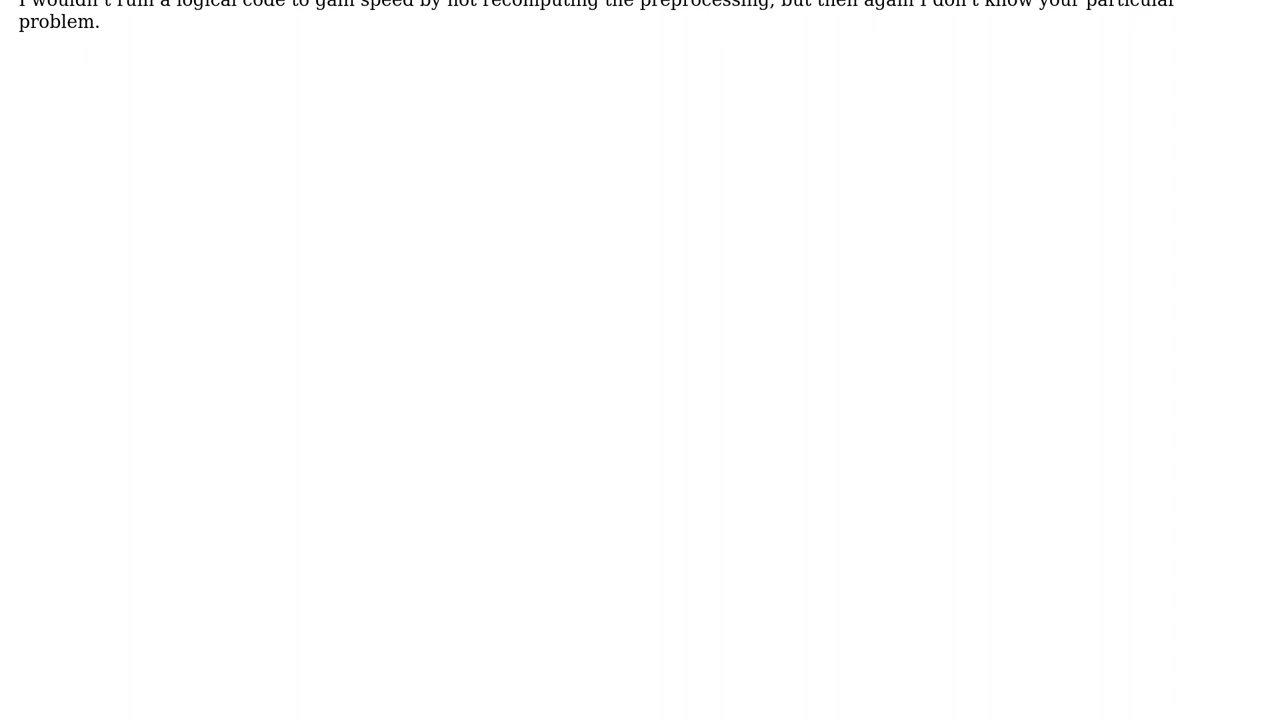 I wouldn't ruin a logical code to gain speed by not recomputing the preprocessing, but then again I don't know your particular
problem.